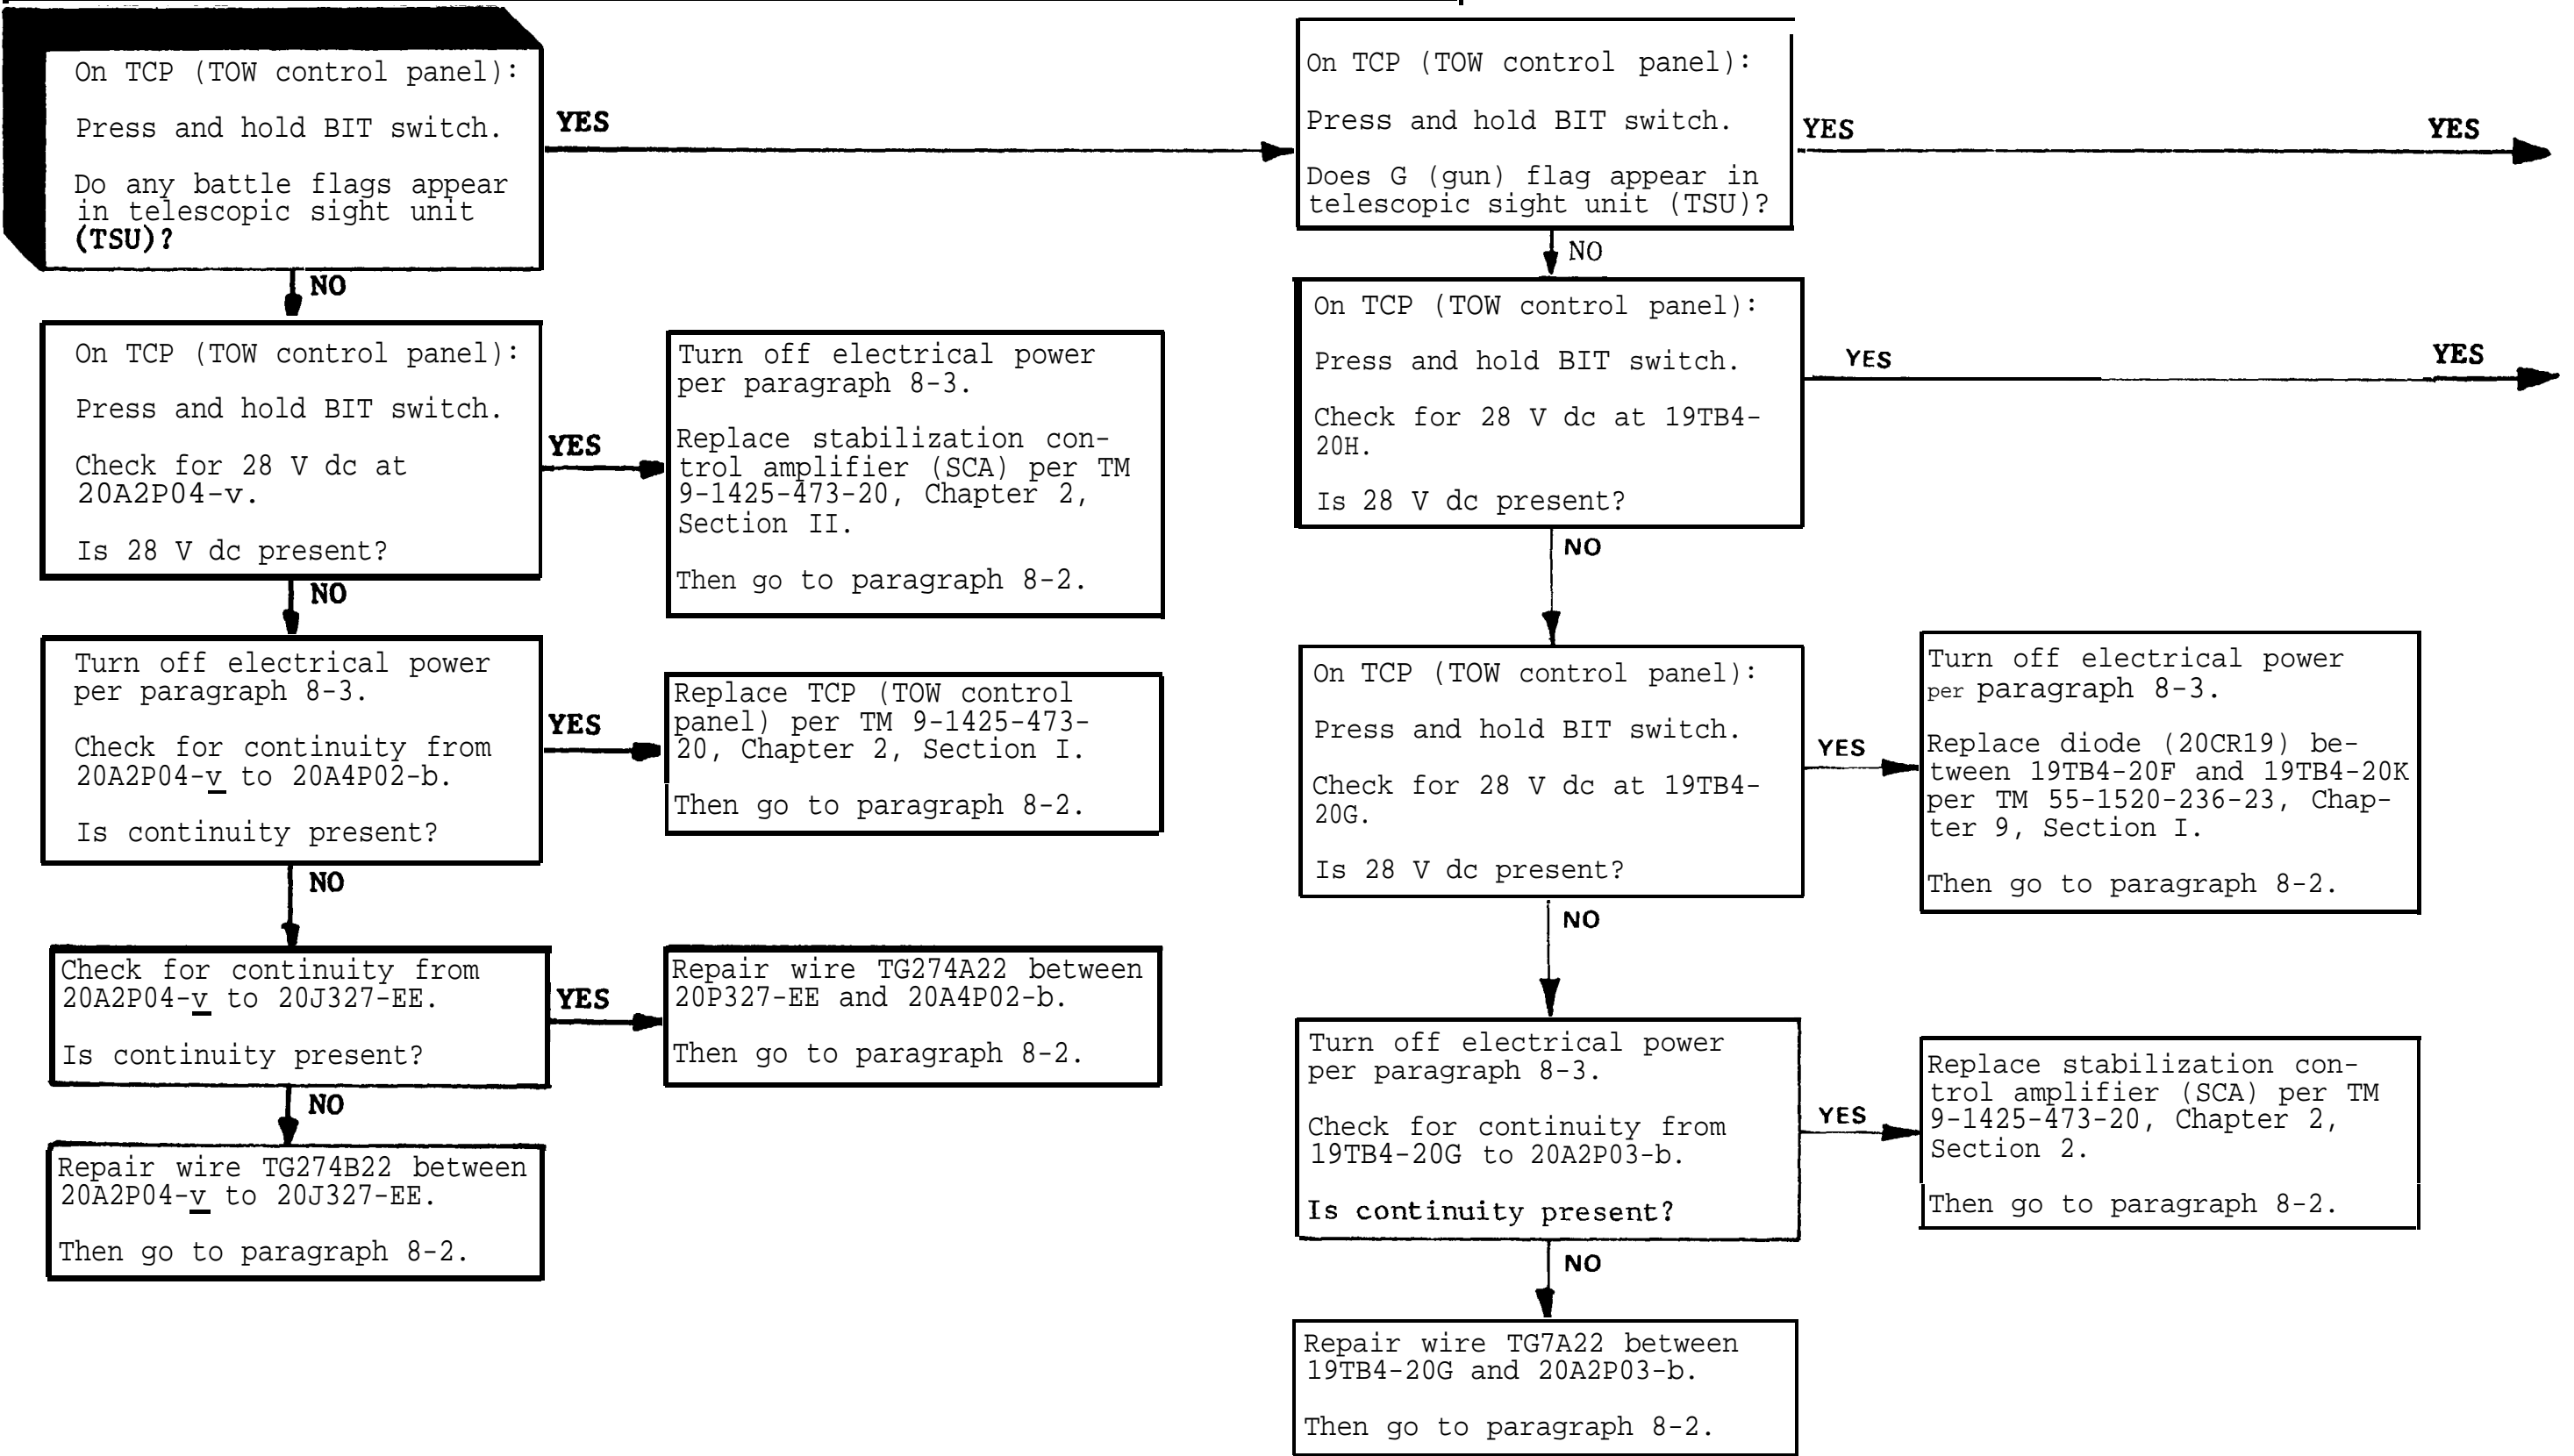 On TCP (TOW control panel):
Press and hold BIT switch.
Do any battle flags appear
in telescopic sight unit
(TSU)?
YES
NO
On TCP (TOW control panel):
Press and hold BIT switch.
Check for 28 V dc at
20A2P04-v.
Is 28 V dc present?
YES
Turn off electrical power
per paragraph 8-3.
Replace stabilization con-
trol amplifier (SCA) per TM
9-1425-473-20, Chapter 2,
Section II.
Then go to paragraph 8-2.
NO
Turn off electrical power
per paragraph 8-3.
Check for continuity from
20A2P04-v to 20A4P02-b.
Is continuity present?
YES
Replace TCP (TOW control
panel) per TM 9-1425-473-
20, Chapter 2, Section I.
Then go to paragraph 8-2.
NO
Check for continuity from
20A2P04-v to 20J327-EE.
Is continuity present?
YES
Repair wire TG274A22 between
20P327-EE and 20A4P02-b.
Then go to paragraph 8-2.
NO
Repair wire TG274B22 between
20A2P04-v to 20J327-EE.
Then go to paragraph 8-2.
On TCP (TOW control panel):
Press and hold BIT switch.
Does G (gun) flag appear in
telescopic sight unit (TSU)?
YES
YES
NO
On TCP (TOW control panel):
Press and hold BIT switch.
Check for 28 V dc at 19TB4-
20H.
Is 28 V dc present?
YES
YES
NO
On TCP (TOW control panel):
Press and hold BIT switch.
Check for 28 V dc at 19TB4-
20G.
Is 28 V dc present?
YES
Turn off electrical power
per paragraph 8-3.
Replace diode (20CR19) be-
tween 19TB4-20F and 19TB4-20K
per TM 55-1520-236-23, Chap-
ter 9, Section I.
Then go to paragraph 8-2.
NO
Turn off electrical power
per paragraph 8-3.
Check for continuity from
19TB4-20G to 20A2P03-b.
Is continuity present?
YES
Replace stabilization con-
trol amplifier (SCA) per TM
9-1425-473-20, Chapter 2,
Section 2.
Then go to paragraph 8-2.
NO
Repair wire TG7A22 between
19TB4-20G and 20A2P03-b.
Then go to paragraph 8-2.